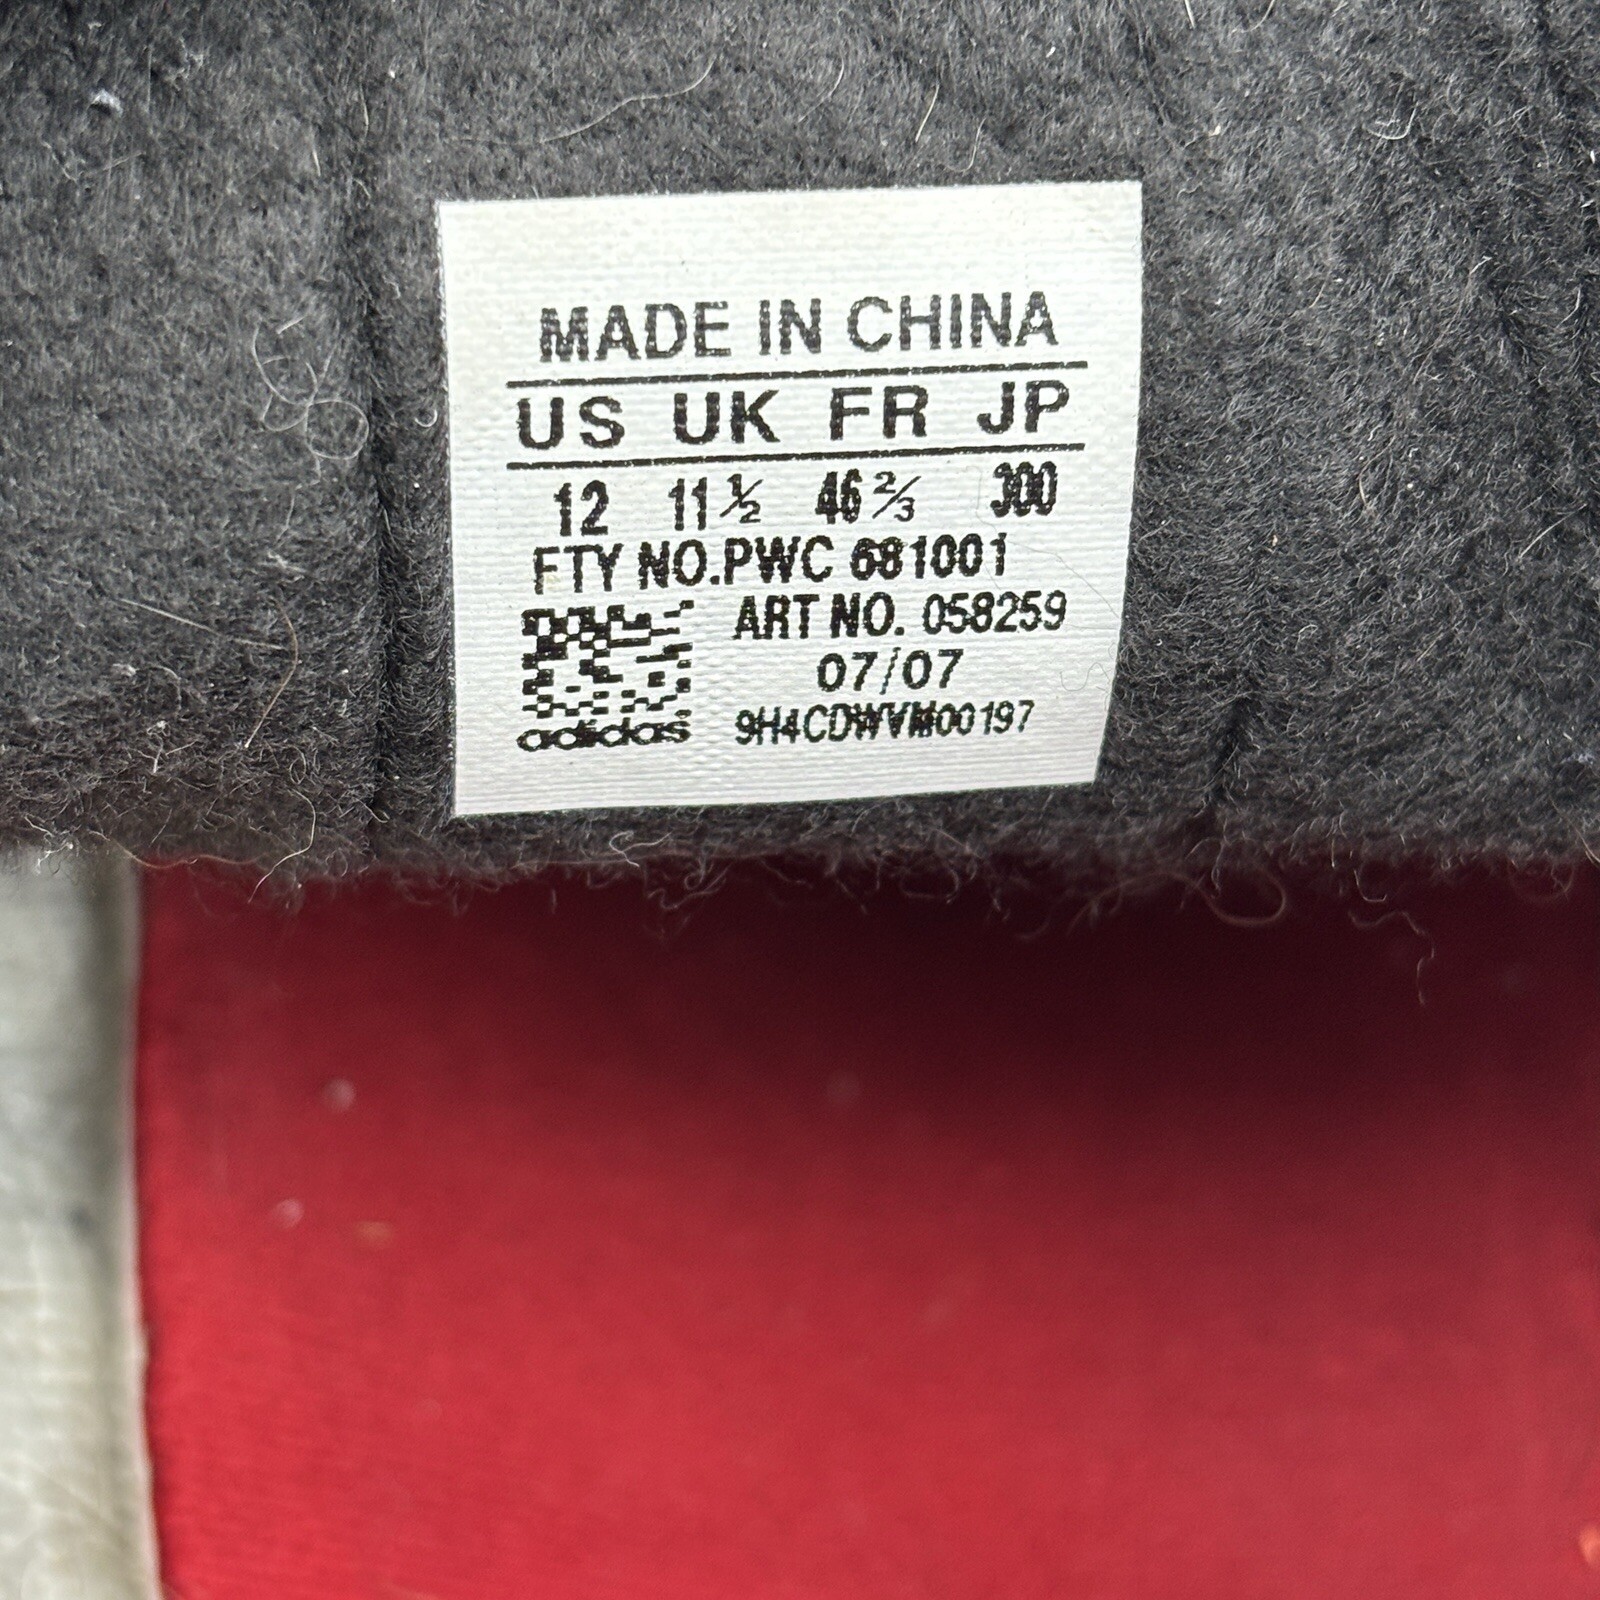 MADE IN CHINA
US UK FR JP
12 11½ 46⅔ 300
FTY NO.PWC 681001
ART NO. 058259
07/07
adidas 9H4CDWVM00197